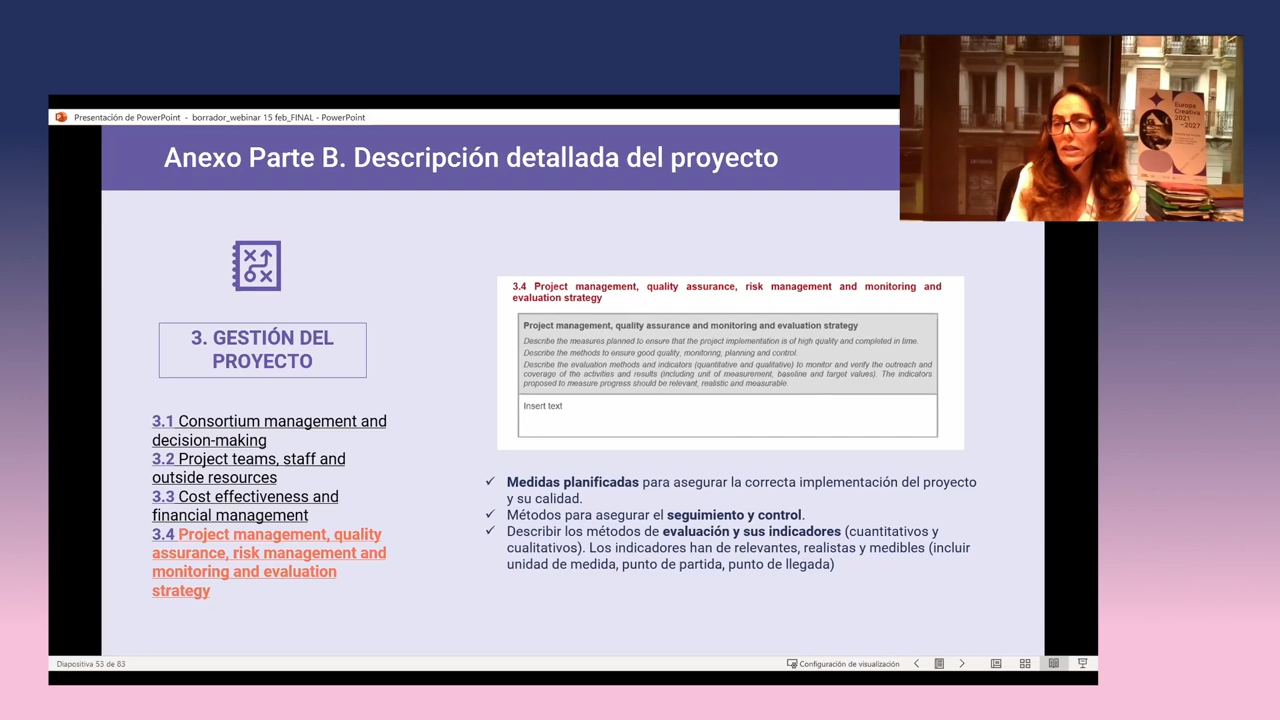 Presentación de PowerPoint - borrador_webinar 15 feb_FINAL - PowerPoint
Anexo Parte B. Descripción detallada del proyecto
Europa
Creativa
2021
-2027
3. GESTIÓN DEL
PROYECTO
3.1 Consortium management and
decision-making
3.2 Project teams, staff and
outside resources
3.3 Cost effectiveness and
financial management
3.4 Project management, quality
assurance, risk management and
monitoring and evaluation
strategy
3.4 Project management, quality assurance, risk management and monitoring and
evaluation strategy
Project management, quality assurance and monitoring and evaluation strategy
Describe the measures planned to ensure that the project implementation is of high quality and completed in time.
Describe the methods to ensure good quality, monitoring, planning and control.
Describe the evaluation methods and indicators (quantitative and qualitative) to monitor and verify the outreach and
coverage of the activities and results (including unit of measurement, baseline and target values). The indicators
proposed to measure progress should be relevant, realistic and measurable.
Insert text
✓ Medidas planificadas para asegurar la correcta implementación del proyecto
y su calidad.
✓ Métodos para asegurar el seguimiento y control.
✓ Describir los métodos de evaluación y sus indicadores (cuantitativos y
cualitativos). Los indicadores han de relevantes, realistas y medibles (incluir
unidad de medida, punto de partida, punto de llegada)
Diapositiva 53 de 83
Configuración de visualización